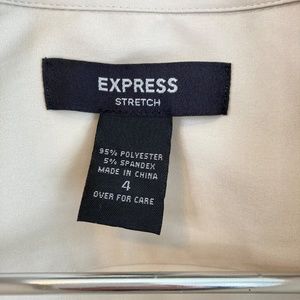 EXPRESS
STRETCH
95% POLYESTER
5% SPANDEX
MADE IN CHINA
4
OVER FOR CARE